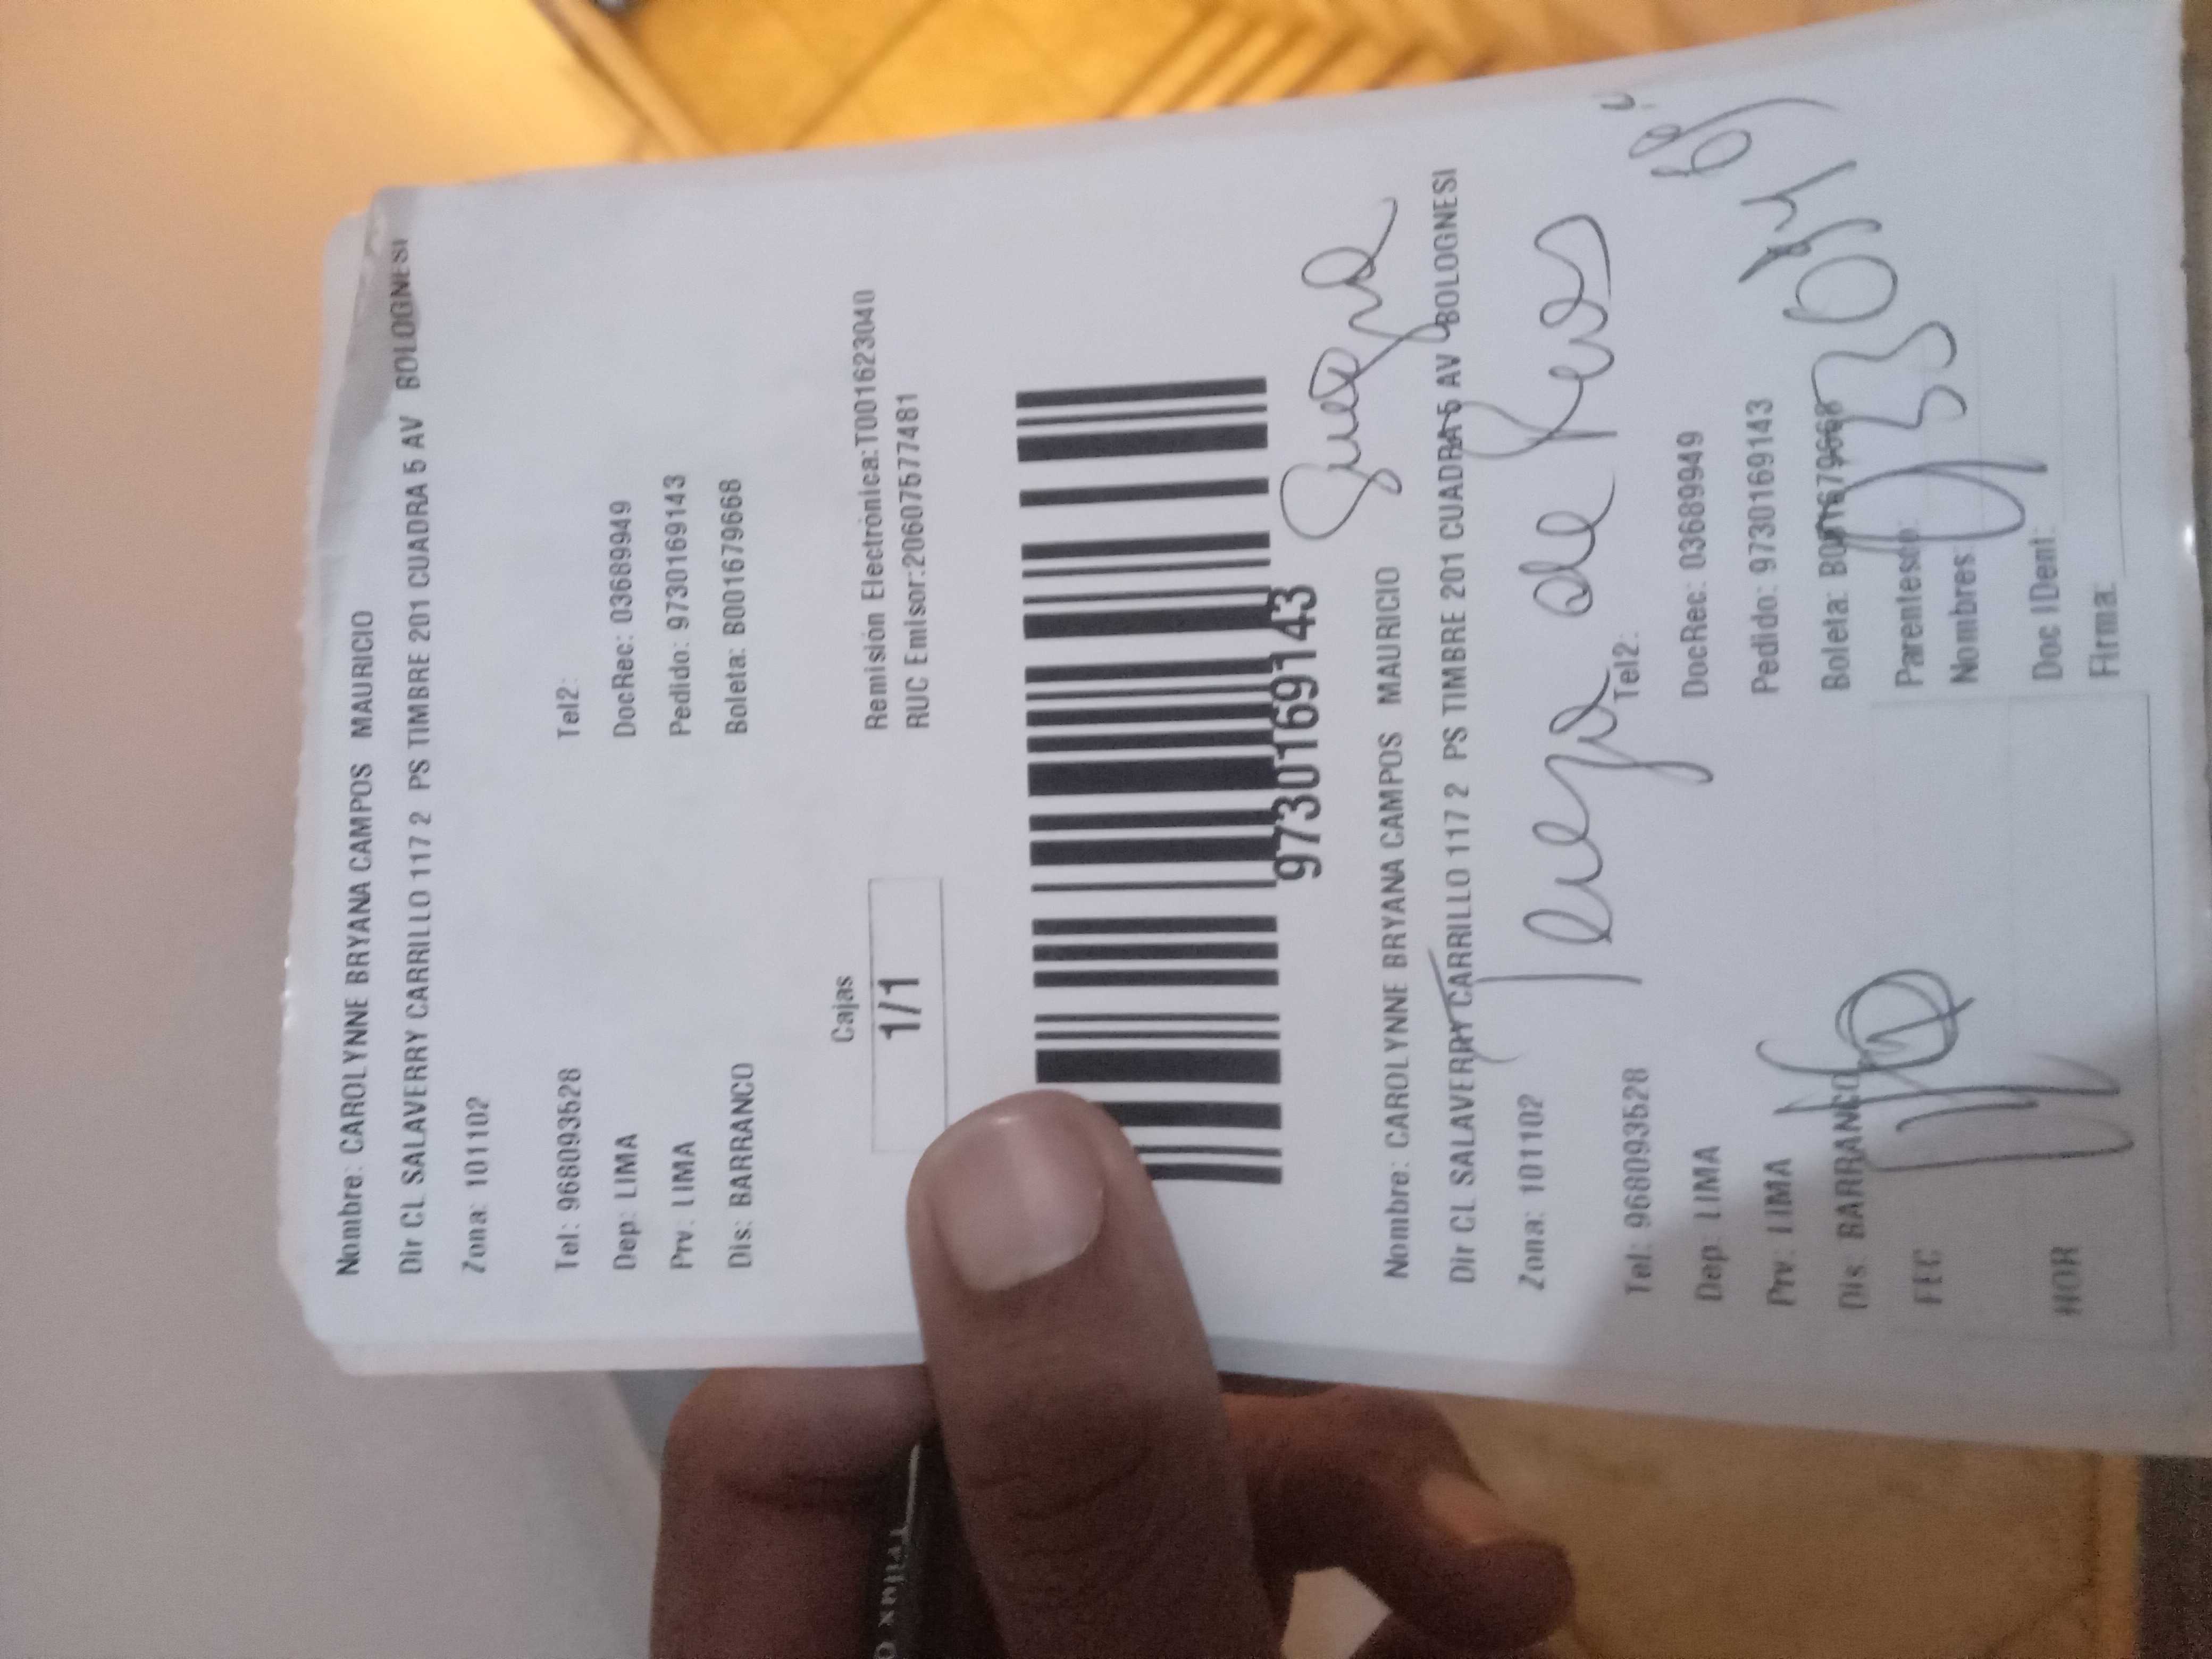 Nombre: CAROLYNNE BRYANA CAMPOS MAURICIO
Dir CL SALAVERRY CARRILLO 117 2 PS TIMBRE 201 CUADRA 5 AV BOLOGNESI
Zona: 101102
Tel: 968093528 Tel2:
Dep: LIMA DocRec: 03689949
Prv: LIMA Pedido: 9730169143
Dis: BARRANCO Boleta: B001679668
Cajas
1/1
Remisión Electrónica:T001623040
RUC Emisor:20607577481
9730169143
Nombre: CAROLYNNE BRYANA CAMPOS MAURICIO
Dir CL SALAVERRY CARRILLO 117 2 PS TIMBRE 201 CUADRA 5 AV BOLOGNESI
Zona: 101102
de
Tel: 968093528 Tel2:
Dep: LIMA DocRec: 03689949
Prv: LIMA Pedido: 9730169143
Dis: BARRANCO Boleta: B001679668
FEC Parentesco:
Nombres:
HOR Doc IDent:
Firma: